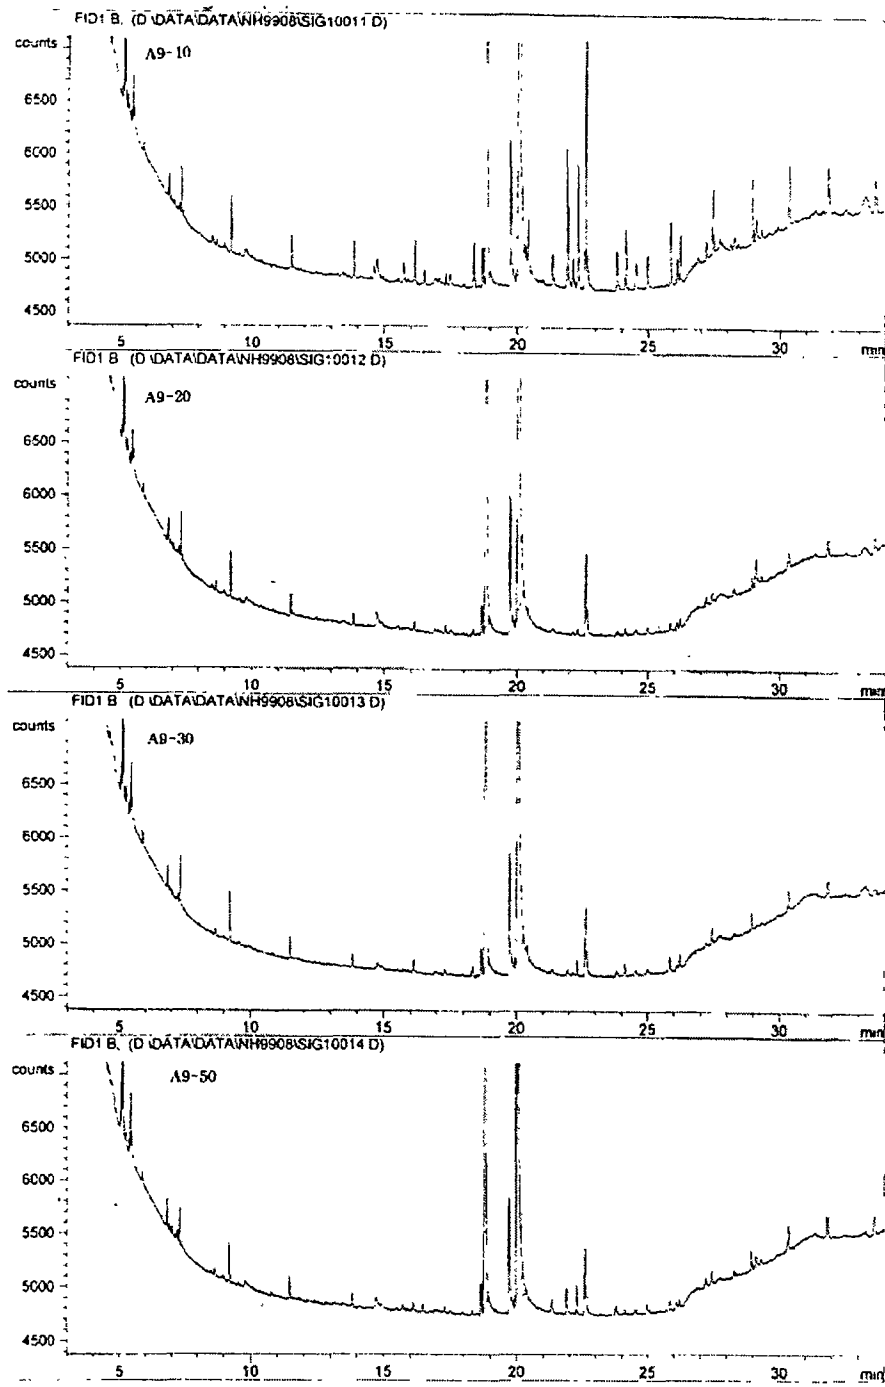 FID1 B, (D:\DATA\DATA\NH9908\SIG10011.D)
counts
A9-10
6500
6000
5500
5000
4500
5 10 15 20 25 30 min
FID1 B, (D:\DATA\DATA\NH9908\SIG10012.D)
counts
A9-20
6500
6000
5500
5000
4500
5 10 15 20 25 30 min
FID1 B, (D:\DATA\DATA\NH9908\SIG10013.D)
counts
A9-30
6500
6000
5500
5000
4500
5 10 15 20 25 30 min
FID1 B, (D:\DATA\DATA\NH9908\SIG10014.D)
counts
A9-50
6500
6000
5500
5000
4500
5 10 15 20 25 30 min